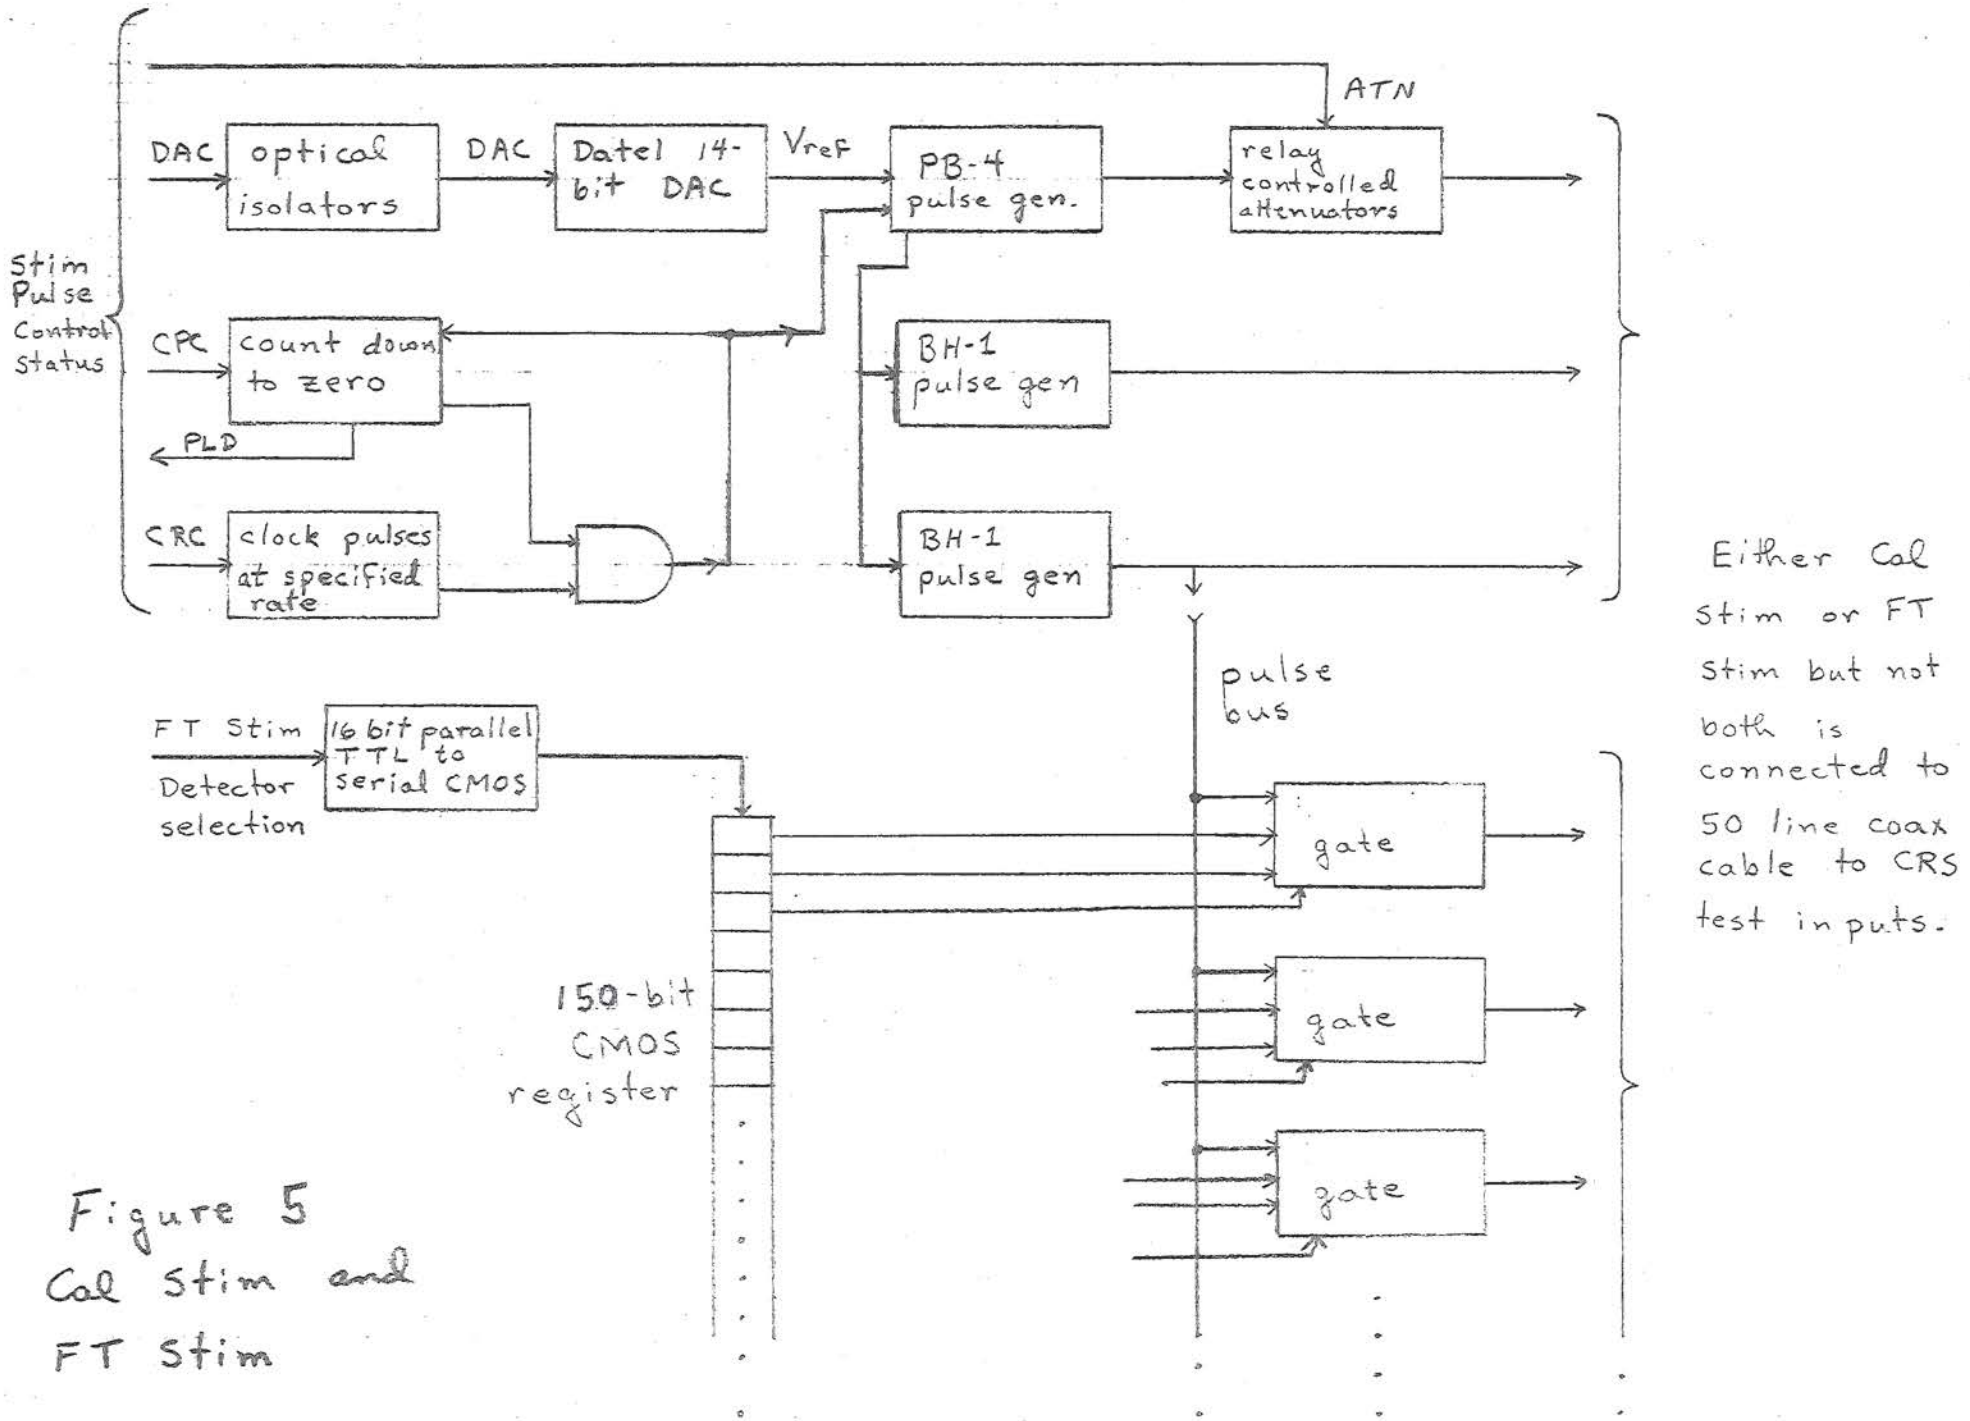 ATN
DAC
optical
isolators
DAC
Datel 14-
bit DAC
Vref
PB-4
pulse gen.
relay
controlled
attenuators
Stim
Pulse
Control
Status
CPC
count down
to zero
BH-1
pulse gen
PLD
CRC
clock pulses
at specified
rate
BH-1
pulse gen
Either Cal
Stim or FT
Stim but not
both is
connected to
50 line coax
cable to CRS
test inputs.
pulse
bus
FT Stim
Detector
selection
16 bit parallel
TTL to
serial CMOS
gate
150-bit
CMOS
register
gate
gate
Figure 5
Cal Stim and
FT Stim